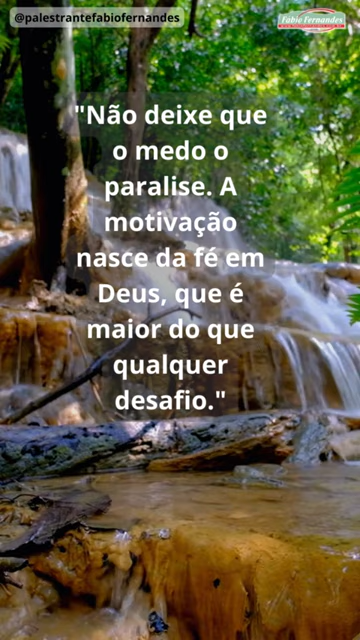 @palestrantefabiofernandes
Fábio Fernandes
"Não deixe que
o medo o
paralise. A
motivação
nasce da fé em
Deus, que é
maior do que
qualquer
desafio."